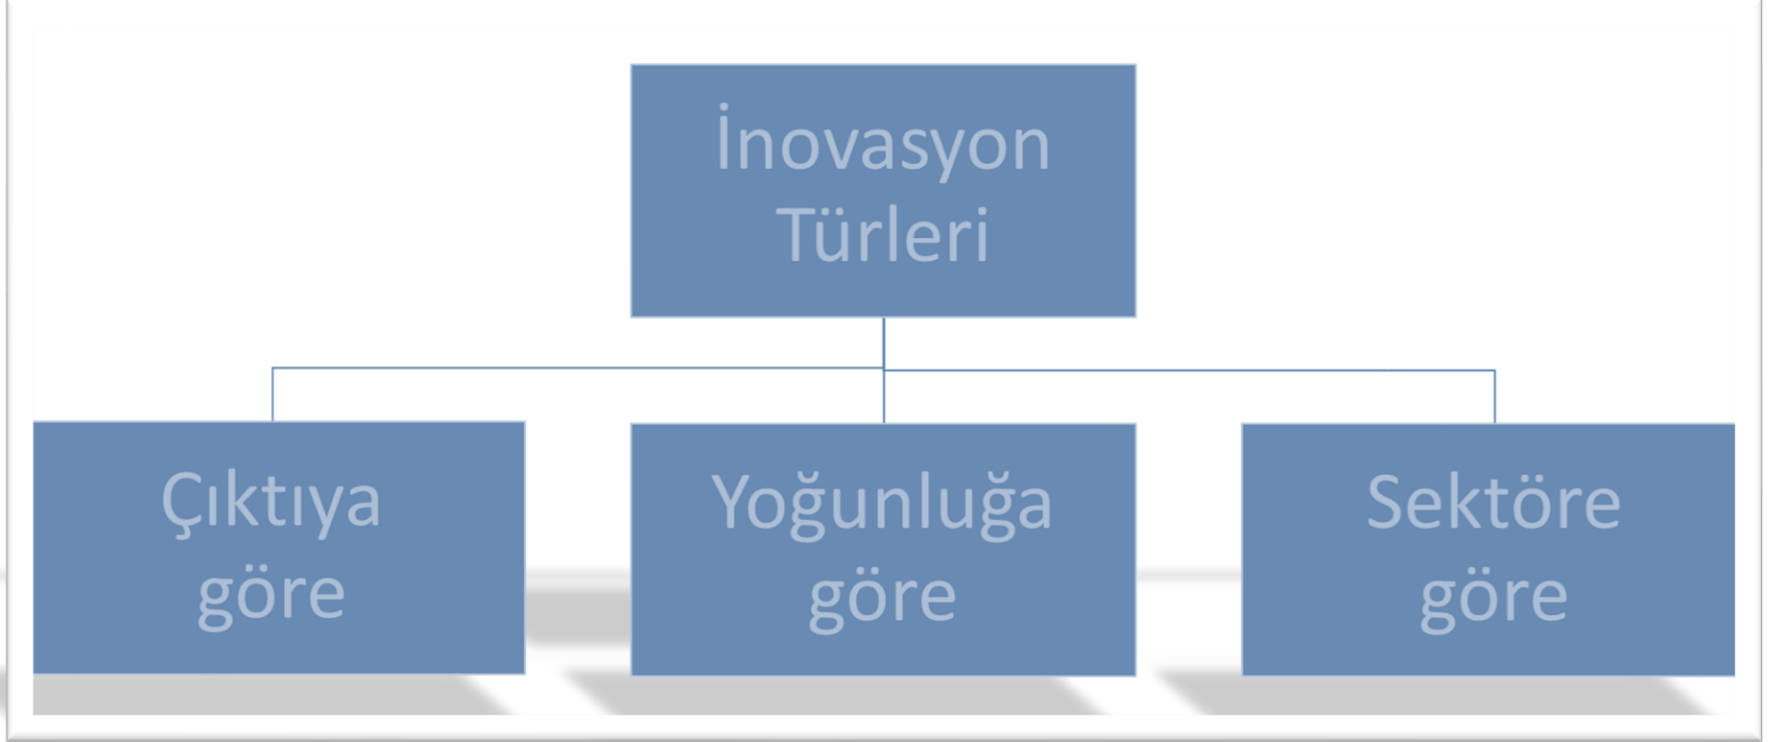 İnovasyon
Türleri
Çıktıya
göre
Yoğunluğa
göre
Sektöre
göre